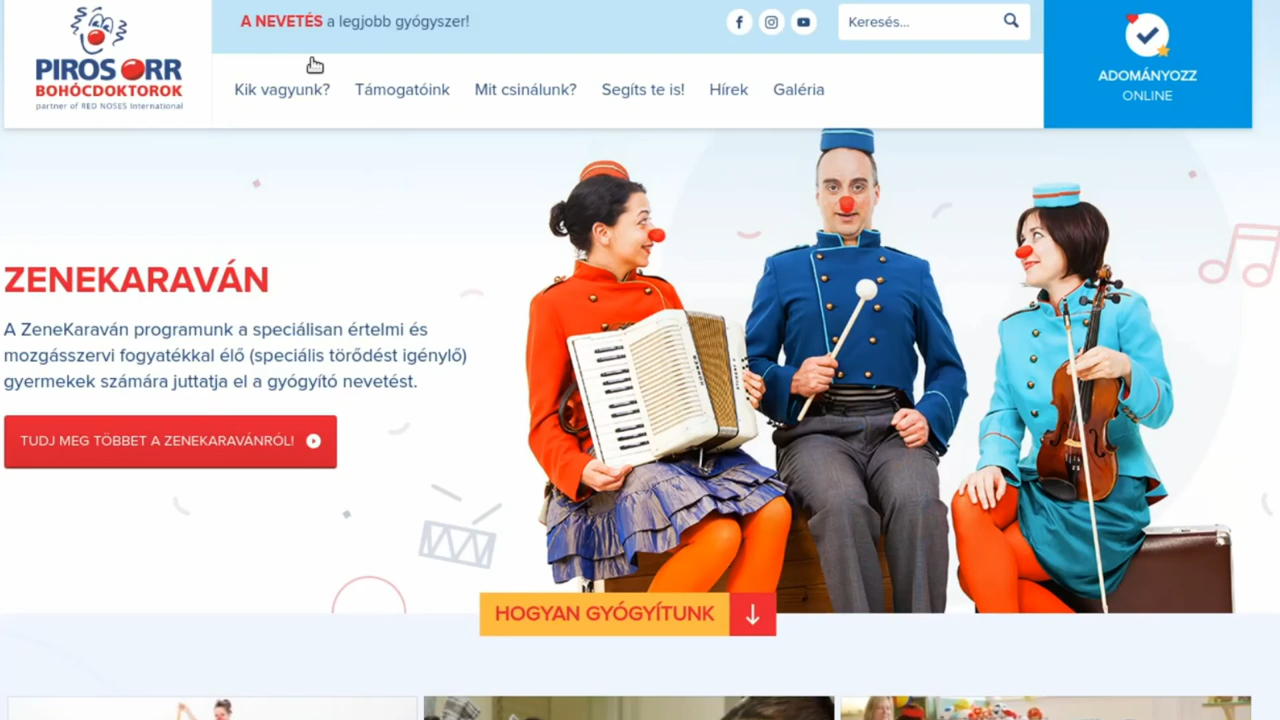 PIROS ORR
BOHÓCDOKTOROK
partner of RED NOSES International
A NEVETÉS a legjobb gyógyszer!
Keresés...
ADOMÁNYOZZ
ONLINE
Kik vagyunk?
Támogatóink
Mit csinálunk?
Segíts te is!
Hírek
Galéria
ZENEKARAVÁN
A ZeneKaraván programunk a speciálisan értelmi és
mozgásszervi fogyatékkal élő (speciális törődést igénylő)
gyermekek számára juttatja el a gyógyító nevetést.
TUDJ MEG TÖBBET A ZENEKARAVÁNRÓL!
HOGYAN GYÓGYÍTUNK